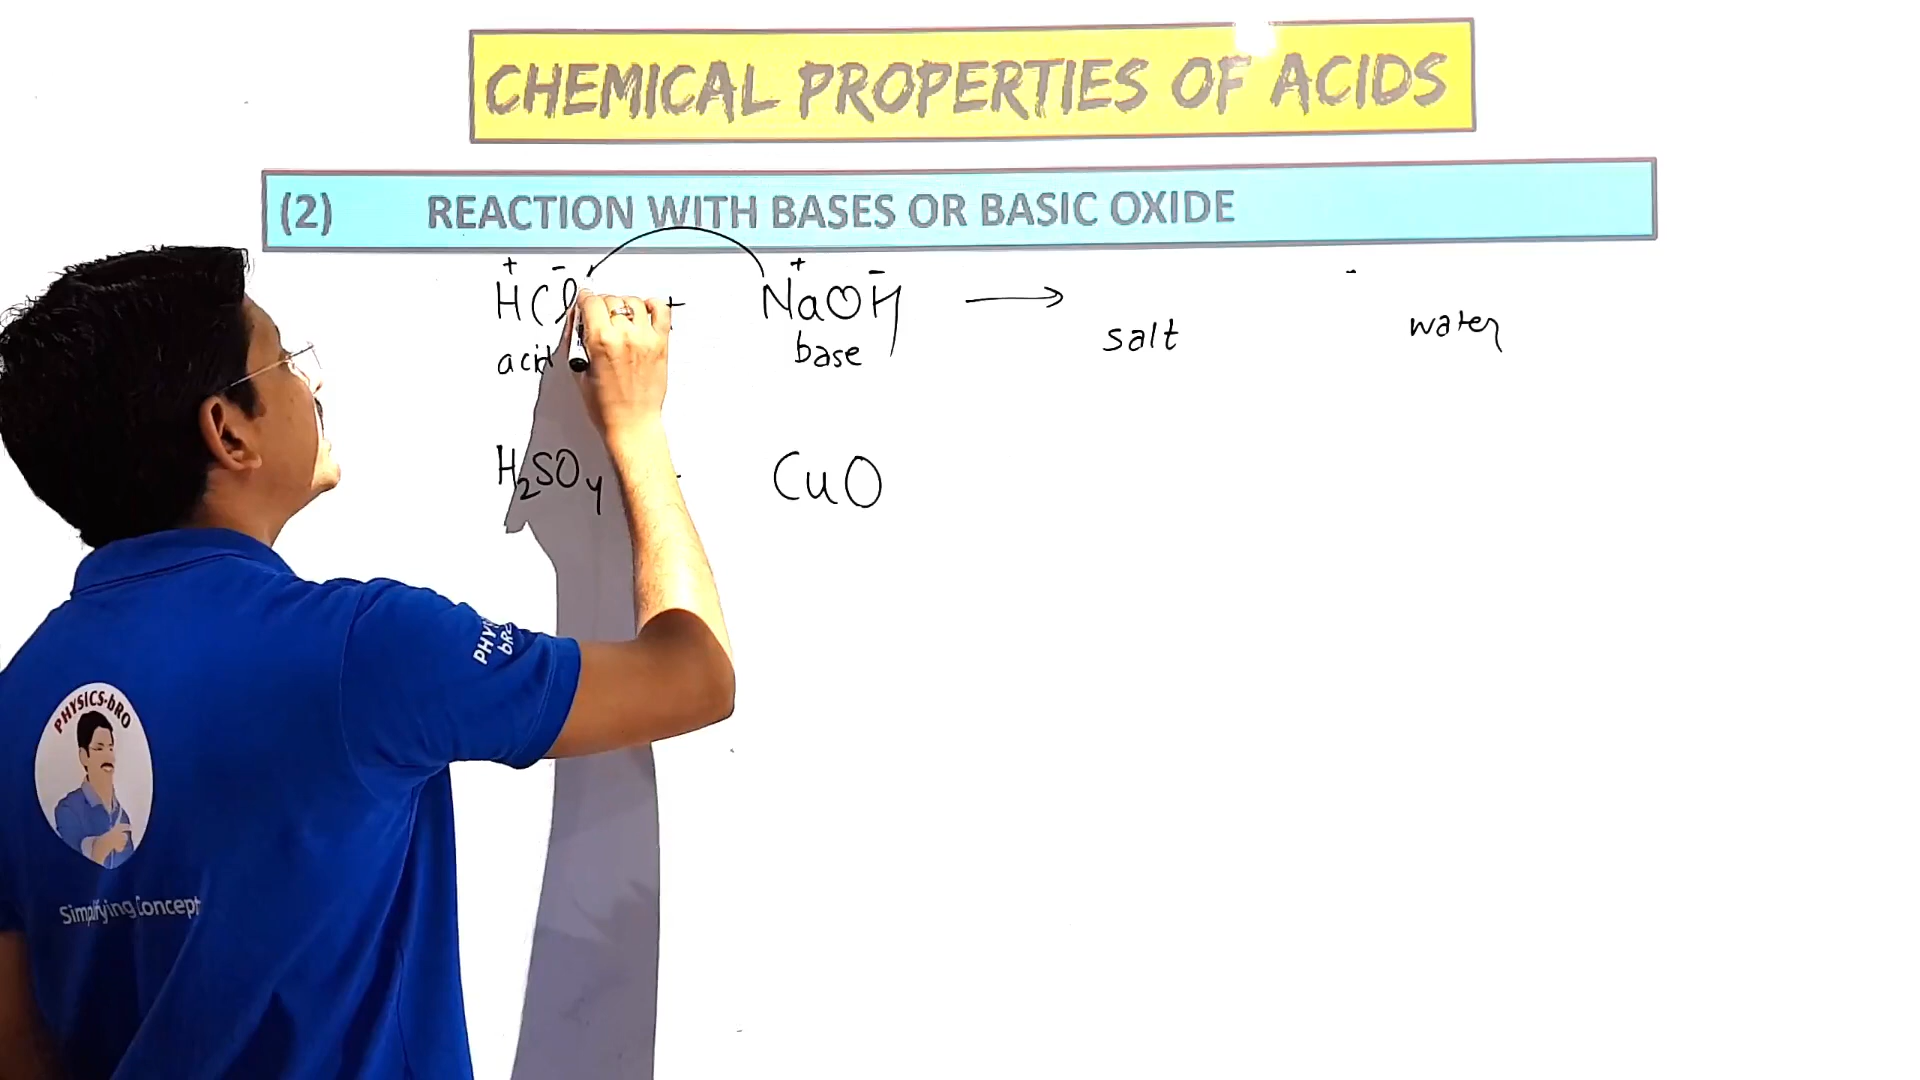 CHEMICAL PROPERTIES OF ACIDS
(2) REACTION WITH BASES OR BASIC OXIDE
+ - + - -
HCl + NaOH ⟶
acid base salt water
H₂SO₄ CuO
PHYSICS-bRO
Simplifying Concept